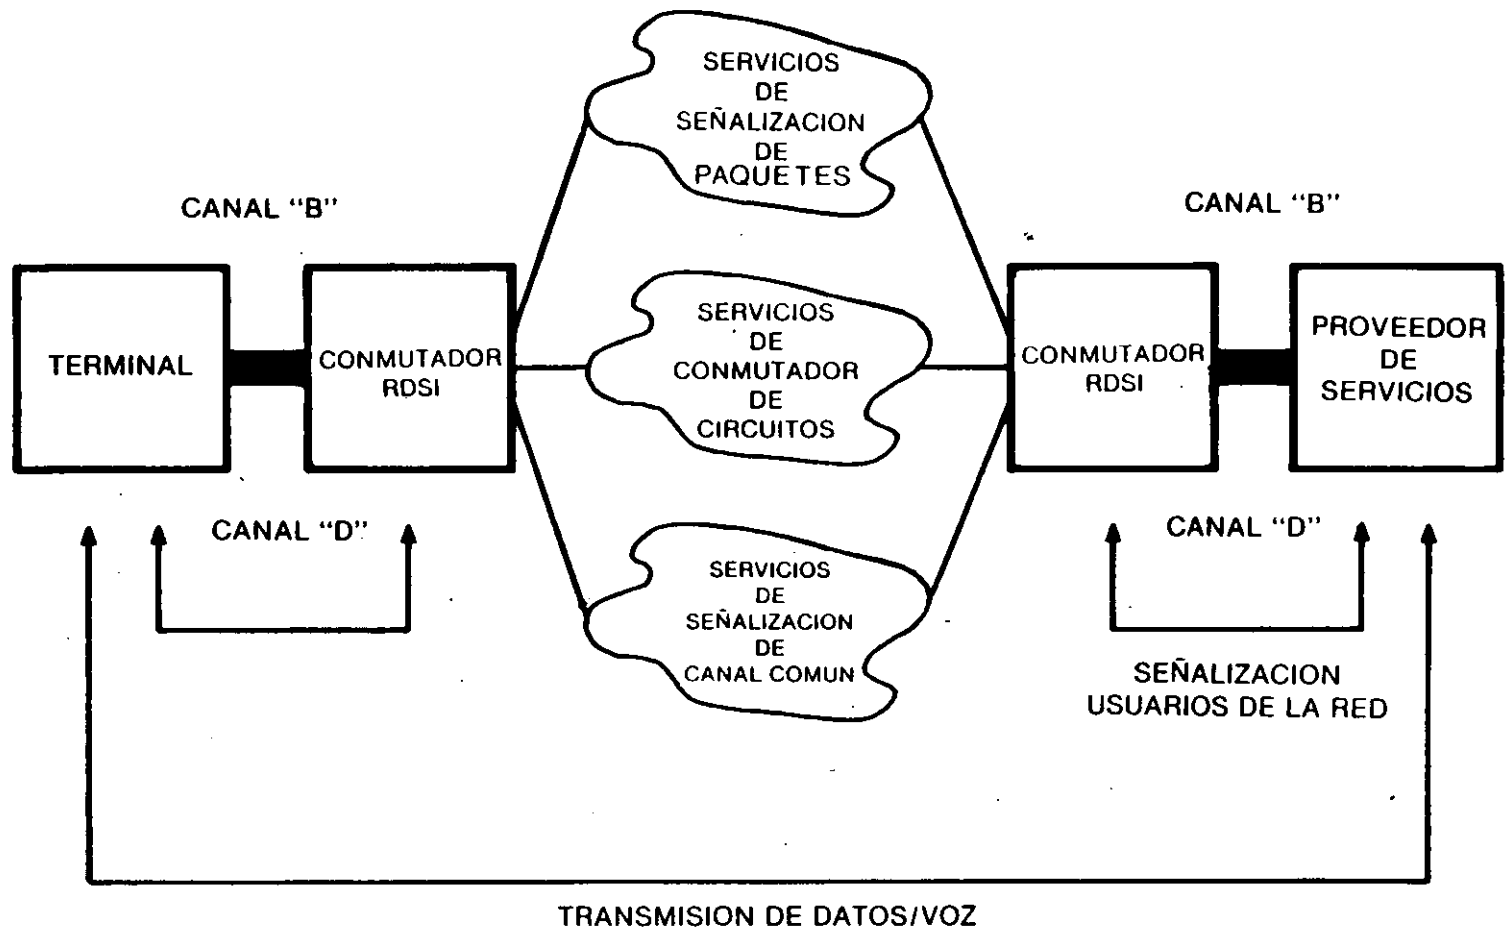 SERVICIOS
DE
SEÑALIZACION
DE
PAQUETES
CANAL "B"
CANAL "B"
TERMINAL
CONMUTADOR
RDSI
SERVICIOS
DE
CONMUTADOR
DE
CIRCUITOS
CONMUTADOR
RDSI
PROVEEDOR
DE
SERVICIOS
CANAL "D"
CANAL "D"
SERVICIOS
DE
SEÑALIZACION
DE
CANAL COMUN
SEÑALIZACION
USUARIOS DE LA RED
TRANSMISION DE DATOS/VOZ